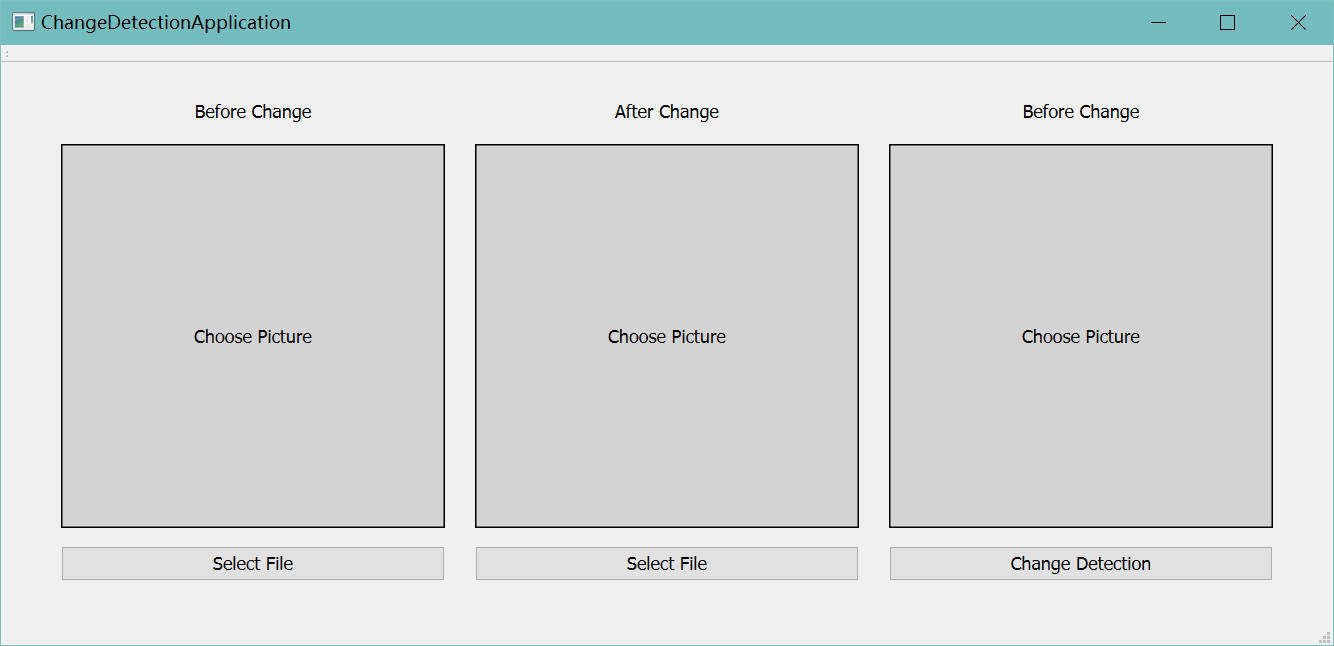 ChangeDetectionApplication
Before Change
After Change
Before Change
Choose Picture
Choose Picture
Choose Picture
Select File
Select File
Change Detection